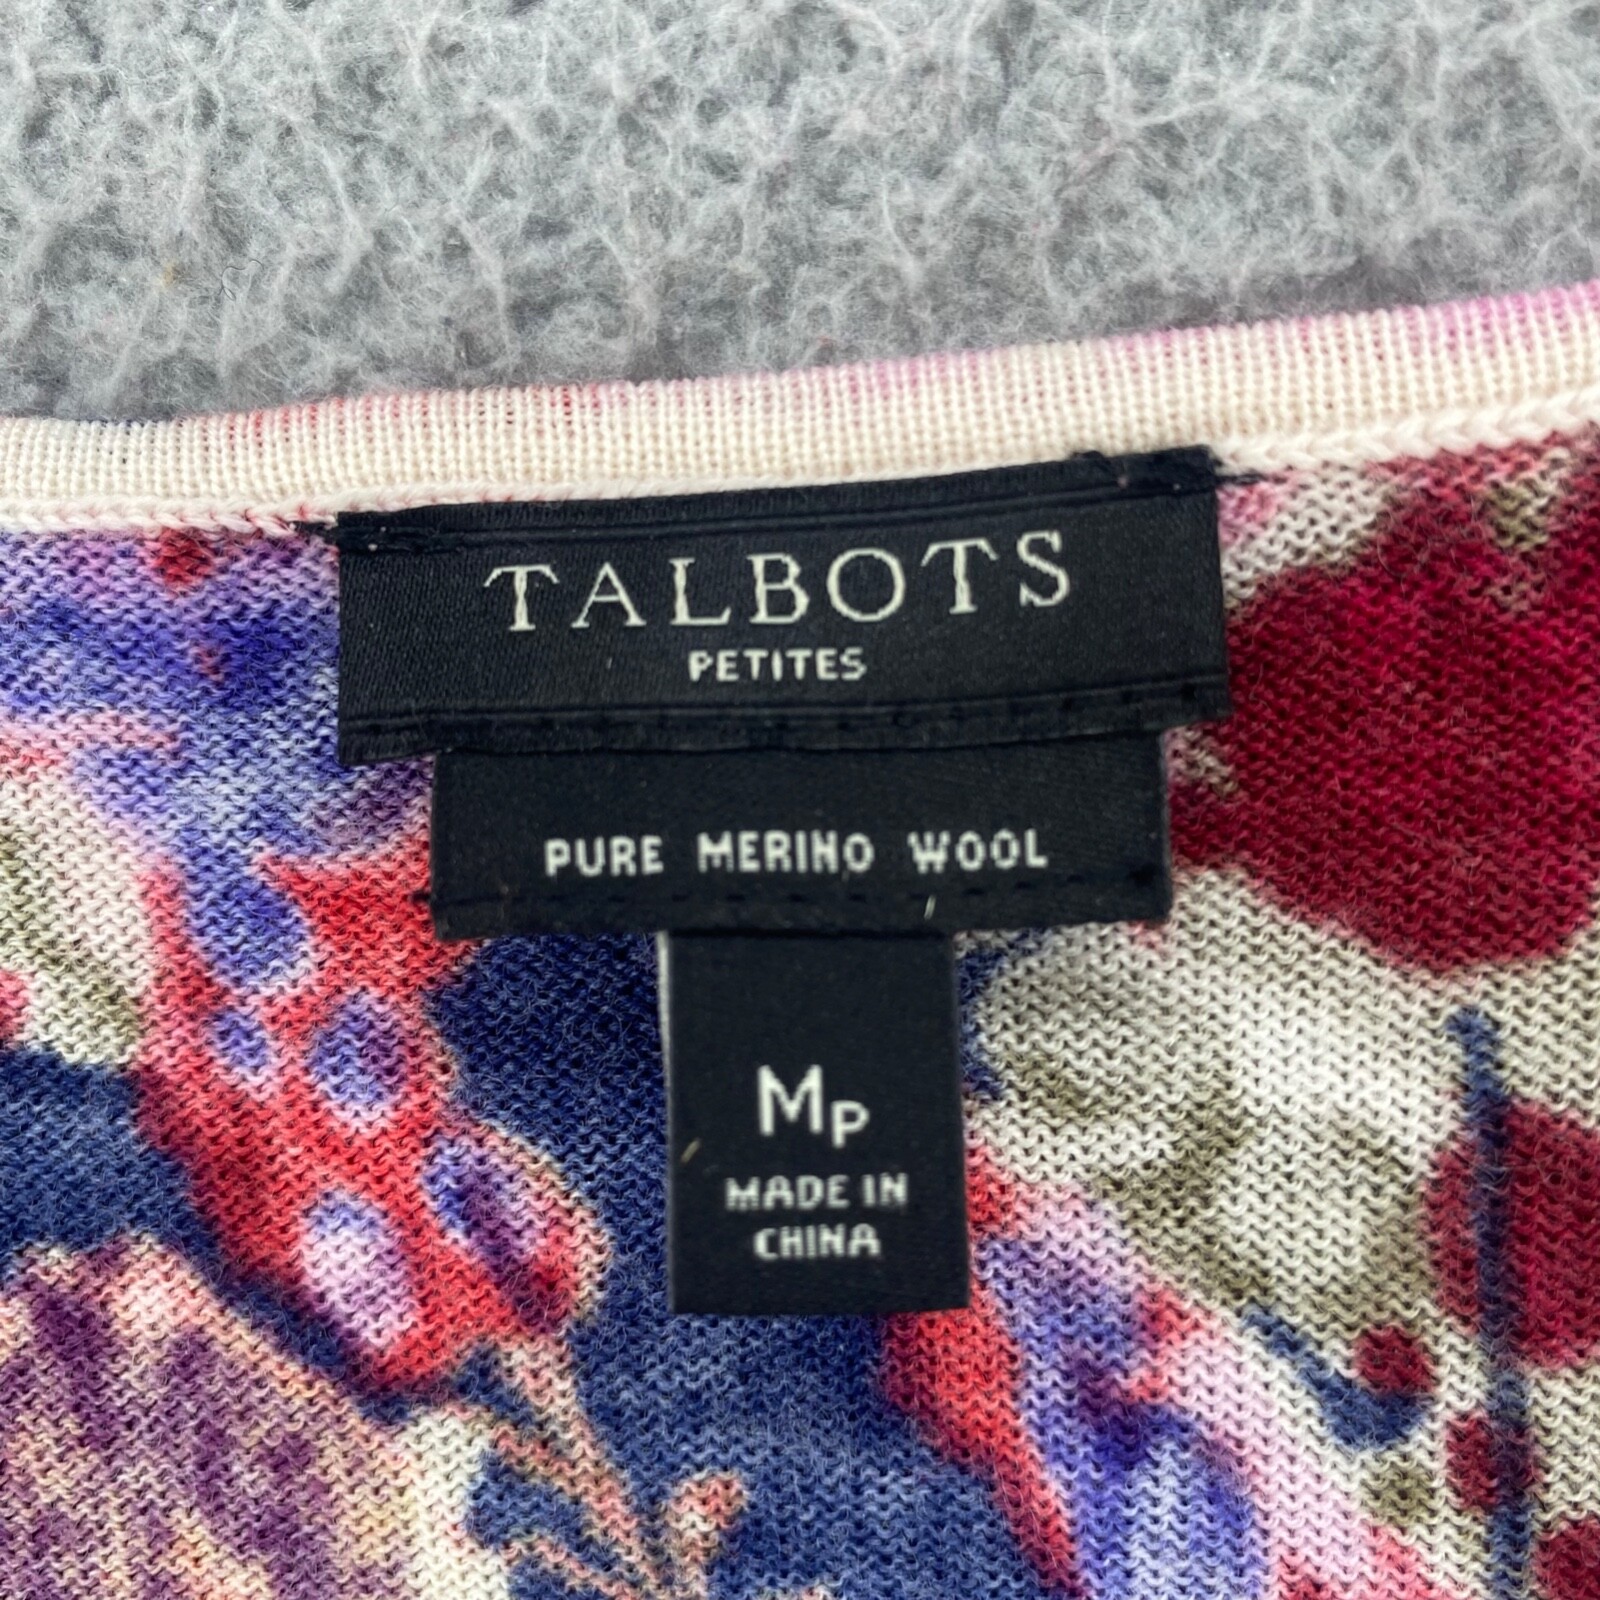 TALBOTS
PETITES
PURE MERINO WOOL
MP
MADE IN
CHINA